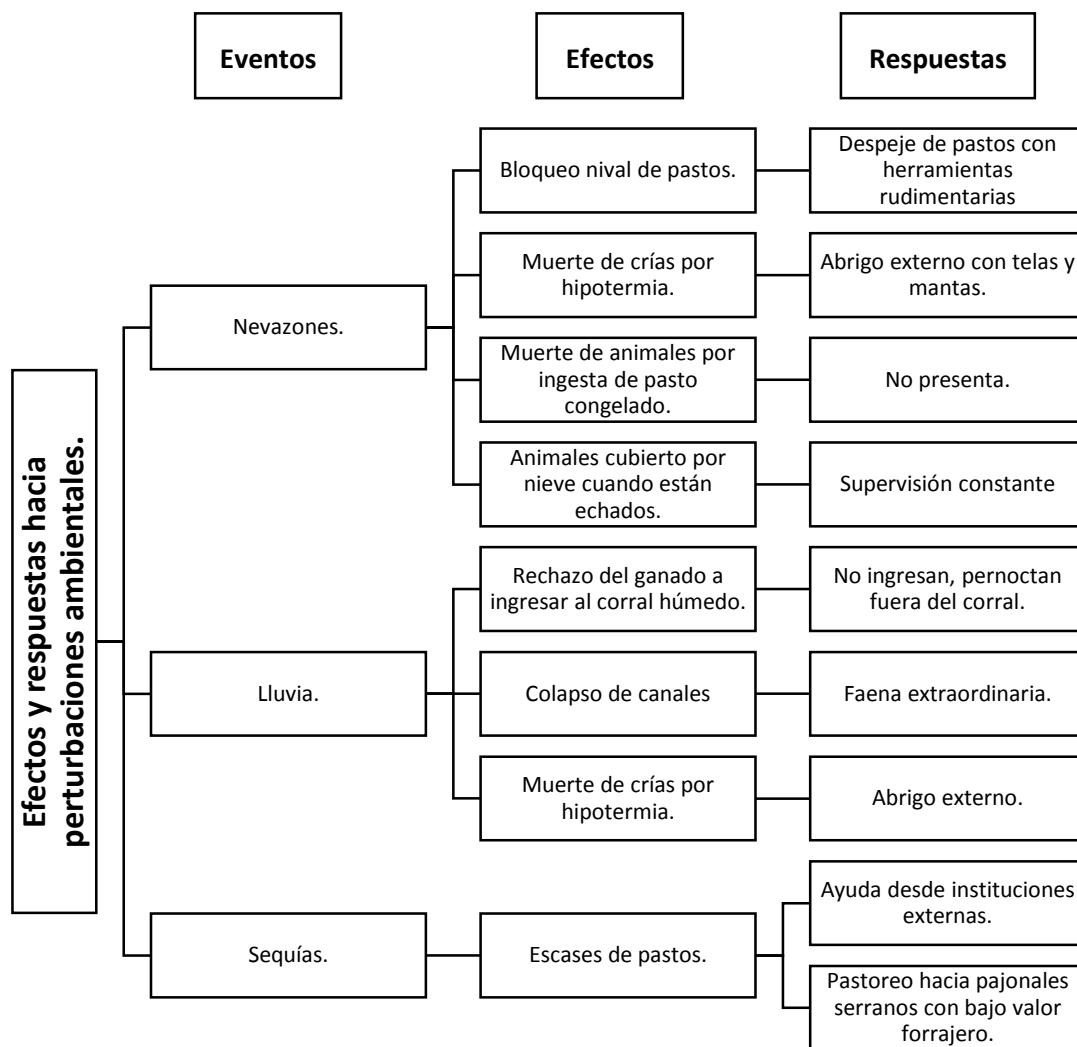 Eventos
Efectos
Respuestas
Efectos y respuestas hacia
perturbaciones ambientales.
Nevazones.
Bloqueo nival de pastos.
Despeje de pastos con
herramientas
rudimentarias
Muerte de crías por
hipotermia.
Abrigo externo con telas y
mantas.
Muerte de animales por
ingesta de pasto
congelado.
No presenta.
Animales cubierto por
nieve cuando están
echados.
Supervisión constante
Lluvia.
Rechazo del ganado a
ingresar al corral húmedo.
No ingresan, pernoctan
fuera del corral.
Colapso de canales
Faena extraordinaria.
Muerte de crías por
hipotermia.
Abrigo externo.
Sequías.
Escases de pastos.
Ayuda desde instituciones
externas.
Pastoreo hacia pajonales
serranos con bajo valor
forrajero.